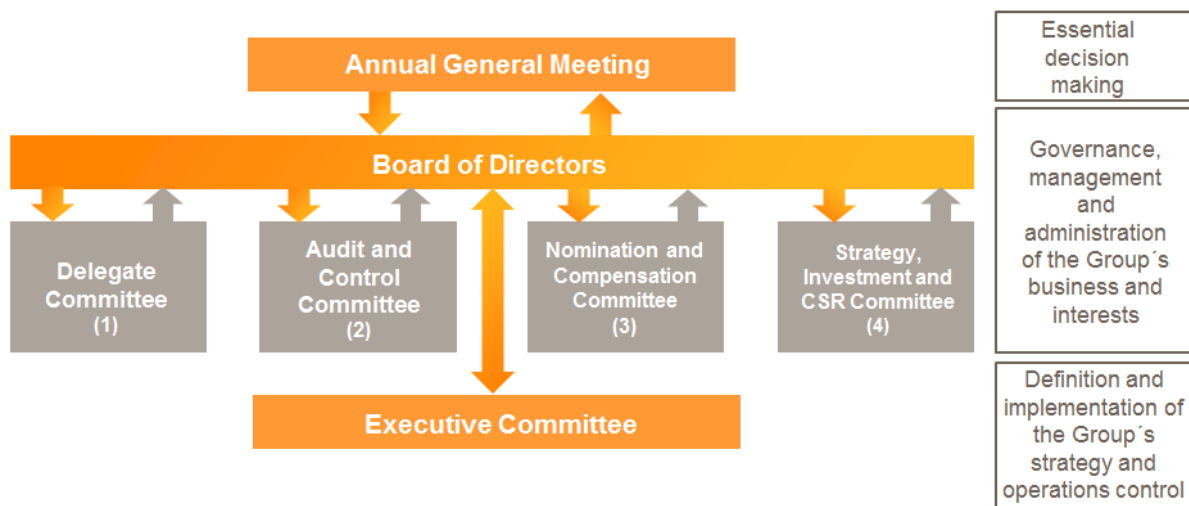 Annual General Meeting
Essential
decision
making
Board of Directors
Governance,
management
and
administration
of the Group´s
business and
interests
Delegate
Committee
(1)
Audit and
Control
Committee
(2)
Nomination and
Compensation
Committee
(3)
Strategy,
Investment and
CSR Committee
(4)
Executive Committee
Definition and
implementation of
the Group´s
strategy and
operations control